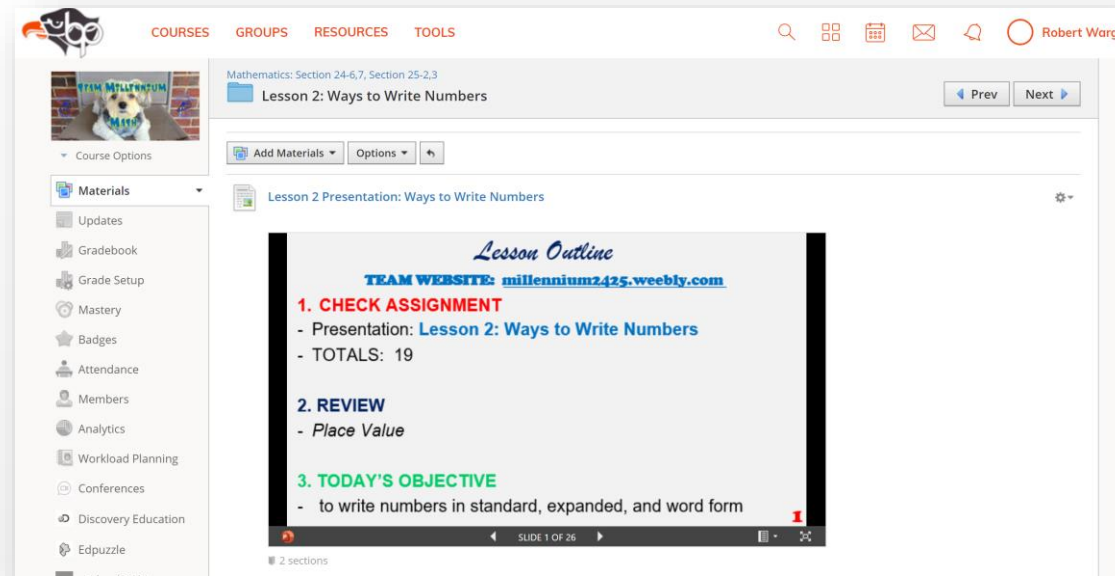 COURSES GROUPS RESOURCES TOOLS
Robert Warg
TEAM MILLENNIUM
MATH
Course Options
Materials
Updates
Gradebook
Grade Setup
Mastery
Badges
Attendance
Members
Analytics
Workload Planning
Conferences
Discovery Education
Edpuzzle
Mathematics: Section 24-6,7, Section 25-2,3
Lesson 2: Ways to Write Numbers
Prev Next
Add Materials Options
Lesson 2 Presentation: Ways to Write Numbers
Lesson Outline
TEAM WEBSITE: millennium2425.weebly.com
1. CHECK ASSIGNMENT
- Presentation: Lesson 2: Ways to Write Numbers
- TOTALS: 19
2. REVIEW
- Place Value
3. TODAY'S OBJECTIVE
- to write numbers in standard, expanded, and word form
1
SLIDE 1 OF 26
2 sections